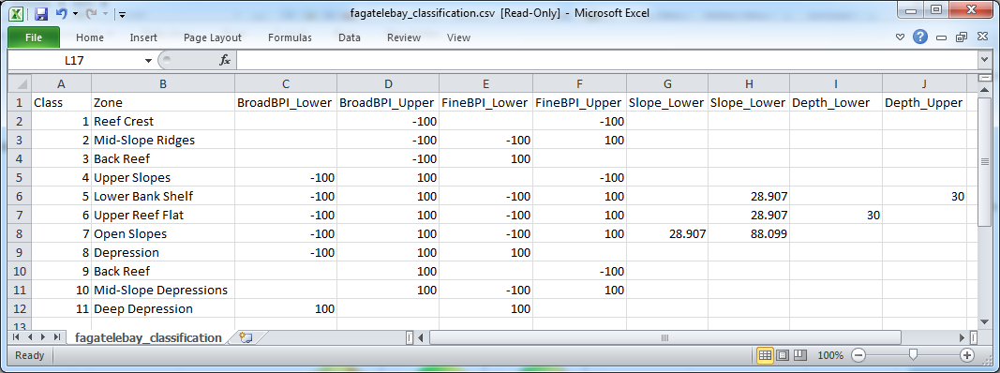 fagatelebay_classification.csv [Read-Only] - Microsoft Excel
File Home Insert Page Layout Formulas Data Review View
L17 fx
A B C D E F G H I J
1 Class Zone BroadBPI_Lower BroadBPI_Upper FineBPI_Lower FineBPI_Upper Slope_Lower Slope_Lower Depth_Lower Depth_Upper
2 1 Reef Crest -100 -100
3 2 Mid-Slope Ridges -100 -100 100
4 3 Back Reef -100 100
5 4 Upper Slopes -100 100 -100
6 5 Lower Bank Shelf -100 100 -100 100 28.907 30
7 6 Upper Reef Flat -100 100 -100 100 28.907 30
8 7 Open Slopes -100 100 -100 100 28.907 88.099
9 8 Depression -100 100 100
10 9 Back Reef 100 -100
11 10 Mid-Slope Depressions 100 -100 100
12 11 Deep Depression 100 100
13
fagatelebay_classification
Ready 100%